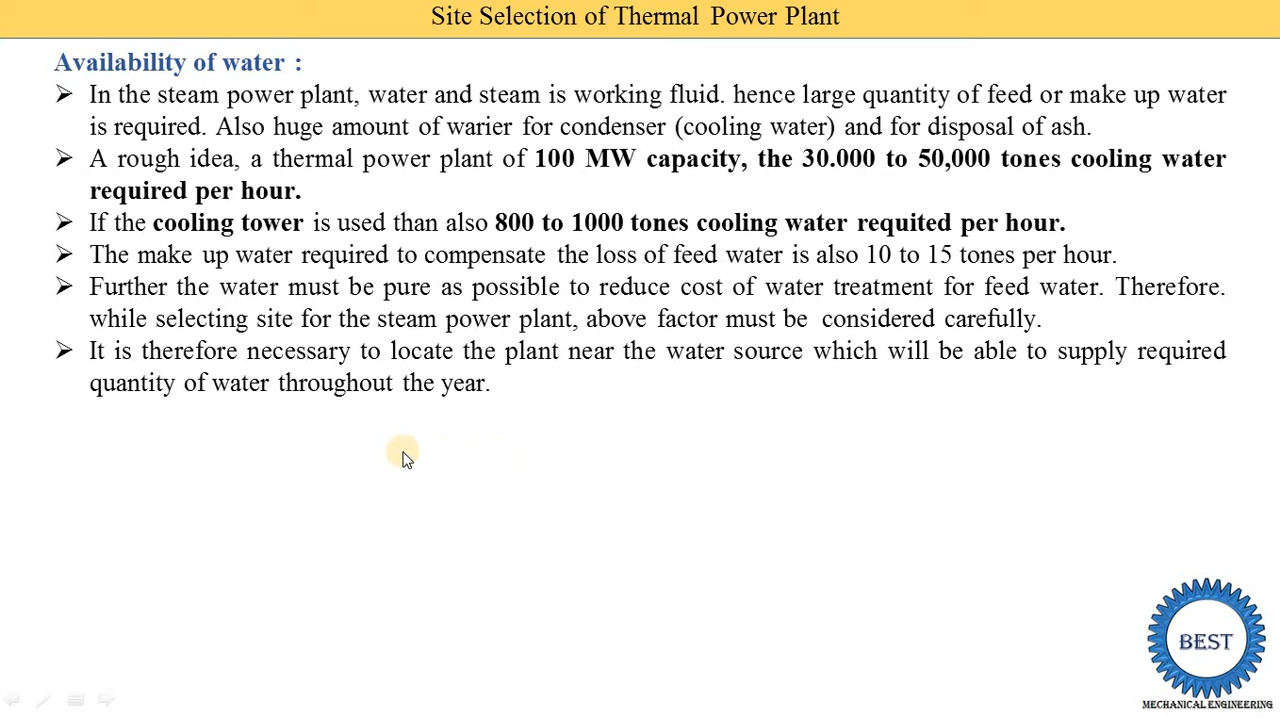 Site Selection of Thermal Power Plant
Availability of water :
➢ In the steam power plant, water and steam is working fluid. hence large quantity of feed or make up water
is required. Also huge amount of warier for condenser (cooling water) and for disposal of ash.
➢ A rough idea, a thermal power plant of 100 MW capacity, the 30.000 to 50,000 tones cooling water
required per hour.
➢ If the cooling tower is used than also 800 to 1000 tones cooling water requited per hour.
➢ The make up water required to compensate the loss of feed water is also 10 to 15 tones per hour.
➢ Further the water must be pure as possible to reduce cost of water treatment for feed water. Therefore.
while selecting site for the steam power plant, above factor must be considered carefully.
➢ It is therefore necessary to locate the plant near the water source which will be able to supply required
quantity of water throughout the year.
BEST
MECHANICAL ENGINEERING